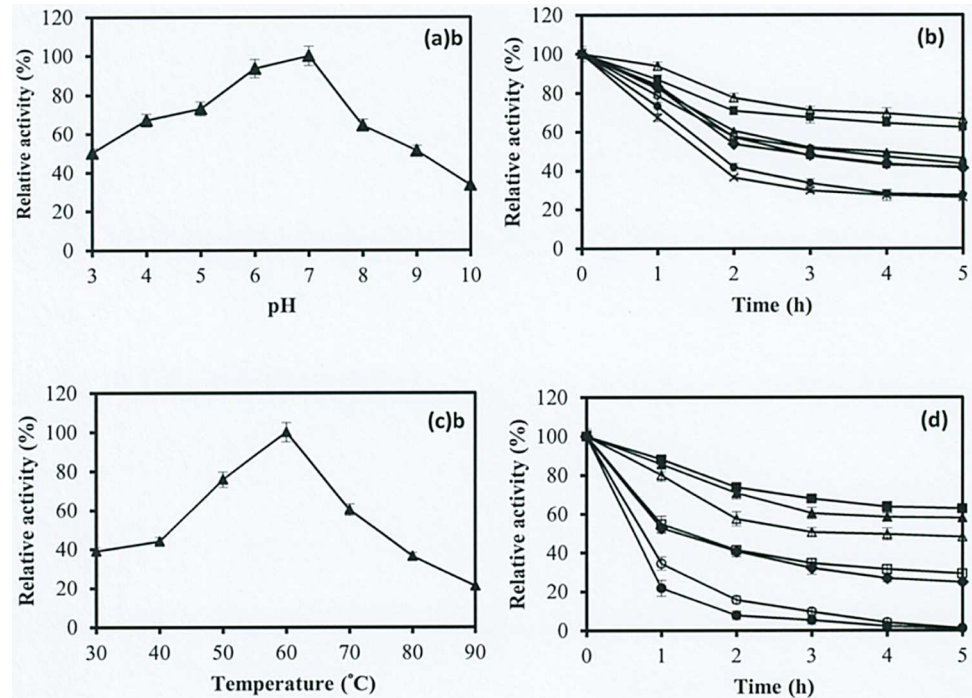 120
100
80
60
40
20
0
Relative activity (%)
(a)b
3 4 5 6 7 8 9 10
pH
120
100
80
60
40
20
0
Relative activity (%)
(b)
0 1 2 3 4 5
Time (h)
120
100
80
60
40
20
0
Relative activity (%)
(c)b
30 40 50 60 70 80 90
Temperature (˚C)
120
100
80
60
40
20
0
Relative activity (%)
(d)
0 1 2 3 4 5
Time (h)